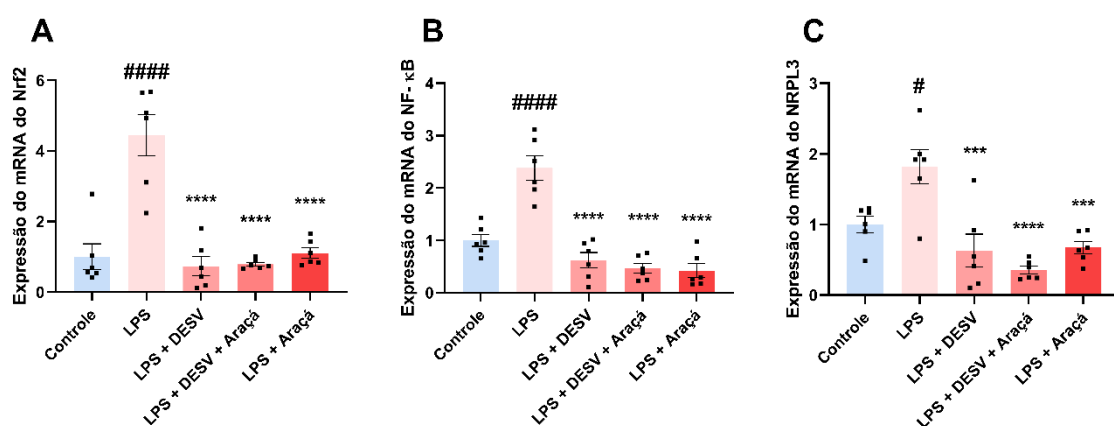 A
Expressão do mRNA do Nrf2
6
4
2
0
####
****
****
****
Controle
LPS
LPS + DESV
LPS + DESV + Araçá
LPS + Araçá
B
Expressão do mRNA do NF- κB
4
3
2
1
0
####
****
****
****
Controle
LPS
LPS + DESV
LPS + DESV + Araçá
LPS + Araçá
C
Expressão do mRNA do NRPL3
3
2
1
0
#
***
****
***
Controle
LPS
LPS + DESV
LPS + DESV + Araçá
LPS + Araçá